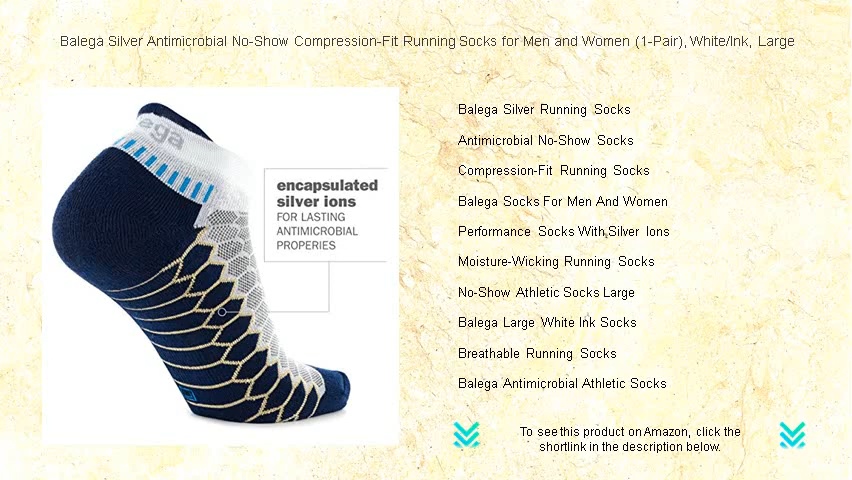 Balega Silver Antimicrobial No-Show Compression-Fit Running Socks for Men and Women (1-Pair), White/Ink, Large
ega
encapsulated
silver ions
FOR LASTING
ANTIMICROBIAL
PROPERIES
Balega Silver Running Socks
Antimicrobial No-Show Socks
Compression-Fit Running Socks
Balega Socks For Men And Women
Performance Socks With Silver Ions
Moisture-Wicking Running Socks
No-Show Athletic Socks Large
Balega Large White Ink Socks
Breathable Running Socks
Balega Antimicrobial Athletic Socks
To see this product on Amazon, click the
shortlink in the description below.